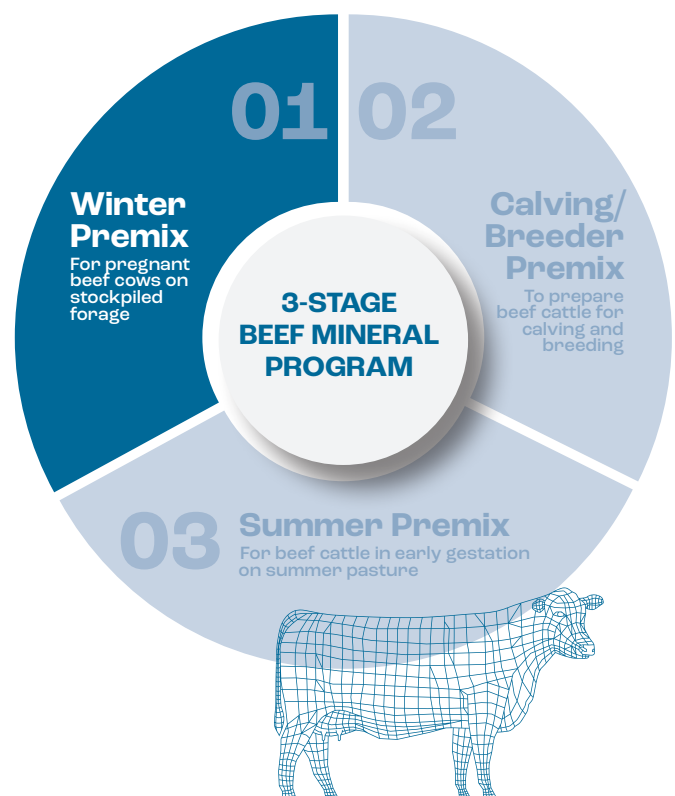 01
Winter
Premix
For pregnant
beef cows on
stockpiled
forage
02
Calving/
Breeder
Premix
To prepare
beef cattle for
calving and
breeding
3-STAGE
BEEF MINERAL
PROGRAM
03
Summer Premix
For beef cattle in early gestation
on summer pasture